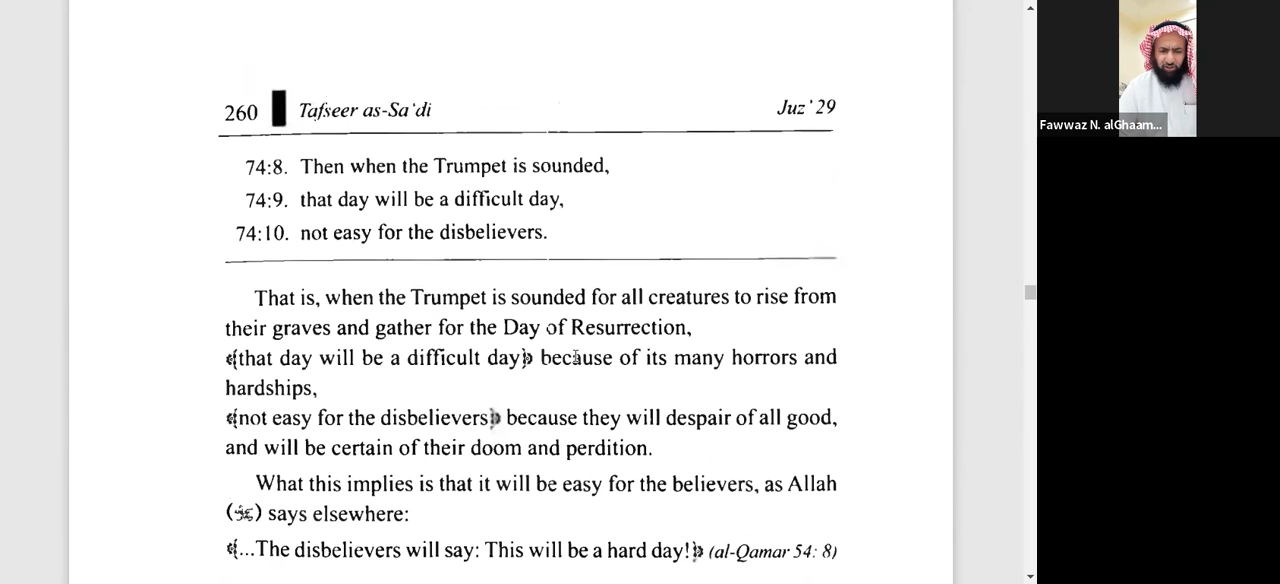 260 Tafseer as-Sa‘di Juz’ 29
74:8. Then when the Trumpet is sounded,
74:9. that day will be a difficult day,
74:10. not easy for the disbelievers.
That is, when the Trumpet is sounded for all creatures to rise from
their graves and gather for the Day of Resurrection,
﴾that day will be a difficult day﴿ because of its many horrors and
hardships,
﴾not easy for the disbelievers﴿ because they will despair of all good,
and will be certain of their doom and perdition.
What this implies is that it will be easy for the believers, as Allah
(ﷻ) says elsewhere:
﴾...The disbelievers will say: This will be a hard day!﴿ (al-Qamar 54: 8)
Fawwaz N. alGhaam...